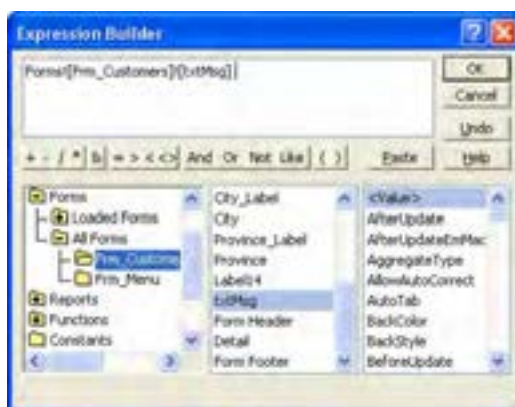 Expression Builder
Forms![Frm_Customers]![txtMsg]
OK
Cancel
Undo
+ - / * & = > < <> And Or Not Like ( ) Paste Help
Forms
Loaded Forms
All Forms
Frm_Custome
Frm_Menu
Reports
Functions
Constants
City_Label
City
Province_Label
Province
Label14
txtMsg
Form Header
Detail
Form Footer
<Value>
AfterUpdate
AfterUpdateEmMac
AggregateType
AllowAutoCorrect
AutoTab
BackColor
BackStyle
BeforeUpdate